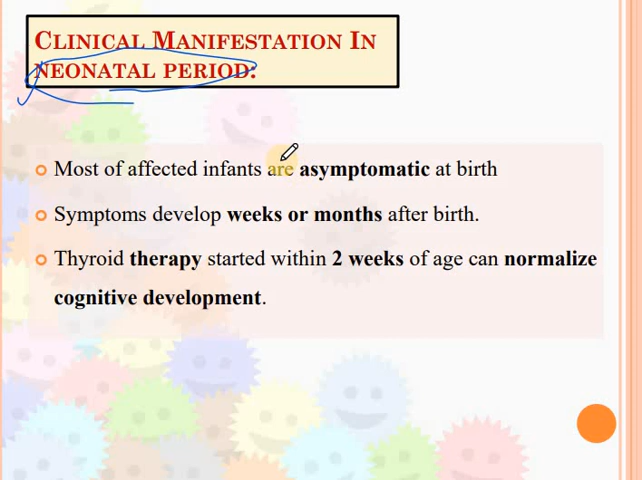 Clinical Manifestation In
neonatal period:
Most of affected infants are asymptomatic at birth
Symptoms develop weeks or months after birth.
Thyroid therapy started within 2 weeks of age can normalize
cognitive development.